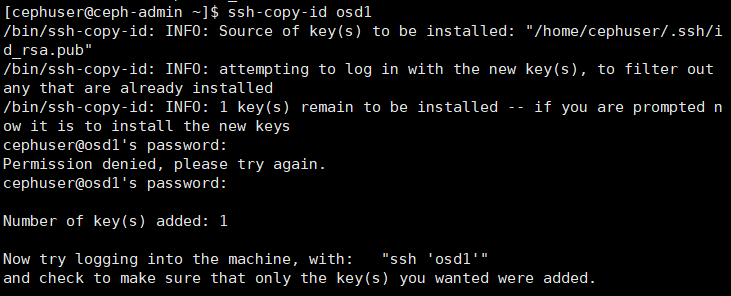 [cephuser@ceph-admin ~]$ ssh-copy-id osd1
/bin/ssh-copy-id: INFO: Source of key(s) to be installed: "/home/cephuser/.ssh/i
d_rsa.pub"
/bin/ssh-copy-id: INFO: attempting to log in with the new key(s), to filter out
any that are already installed
/bin/ssh-copy-id: INFO: 1 key(s) remain to be installed -- if you are prompted n
ow it is to install the new keys
cephuser@osd1's password:
Permission denied, please try again.
cephuser@osd1's password:
Number of key(s) added: 1
Now try logging into the machine, with:   "ssh 'osd1'"
and check to make sure that only the key(s) you wanted were added.